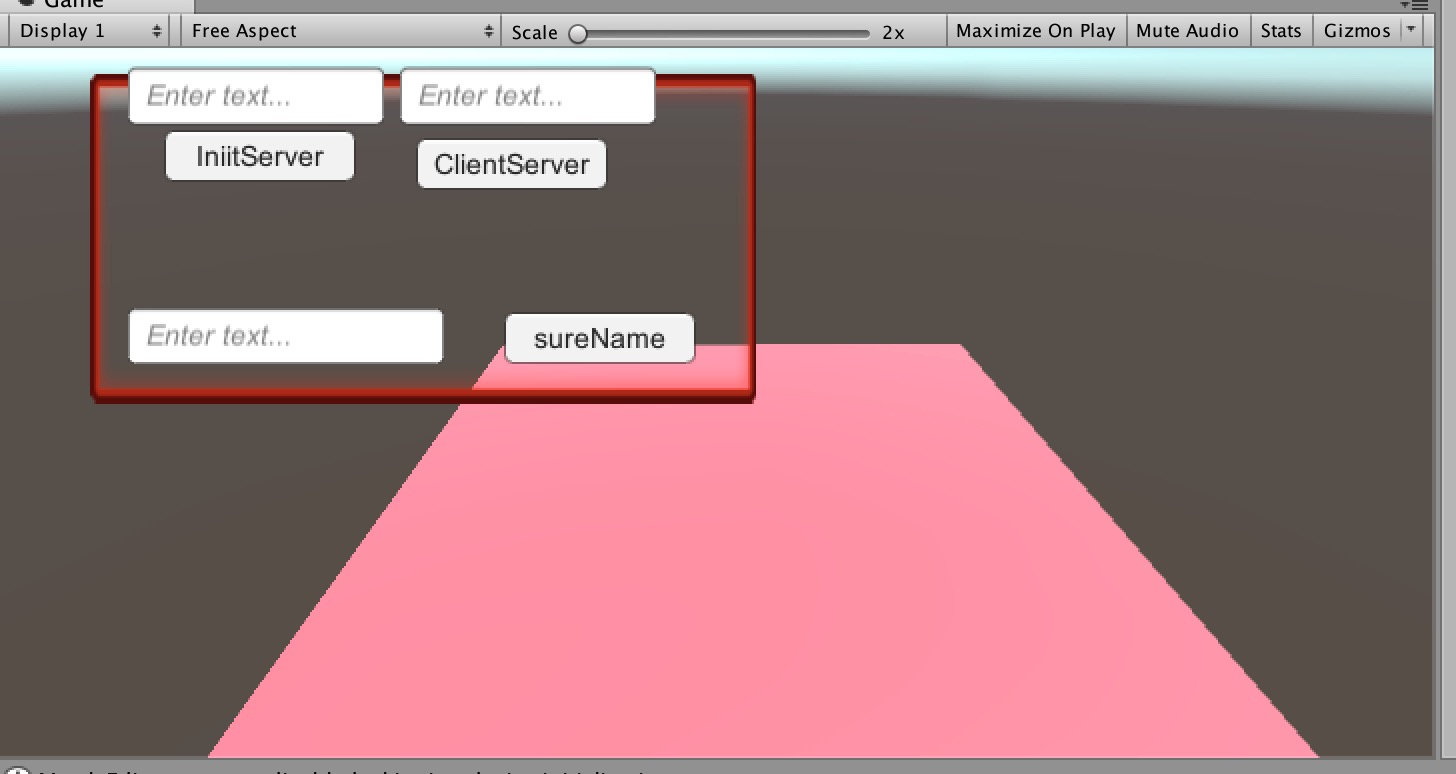 Game
Display 1 Free Aspect Scale 2x Maximize On Play Mute Audio Stats Gizmos
Enter text... Enter text...
IniitServer ClientServer
Enter text... sureName